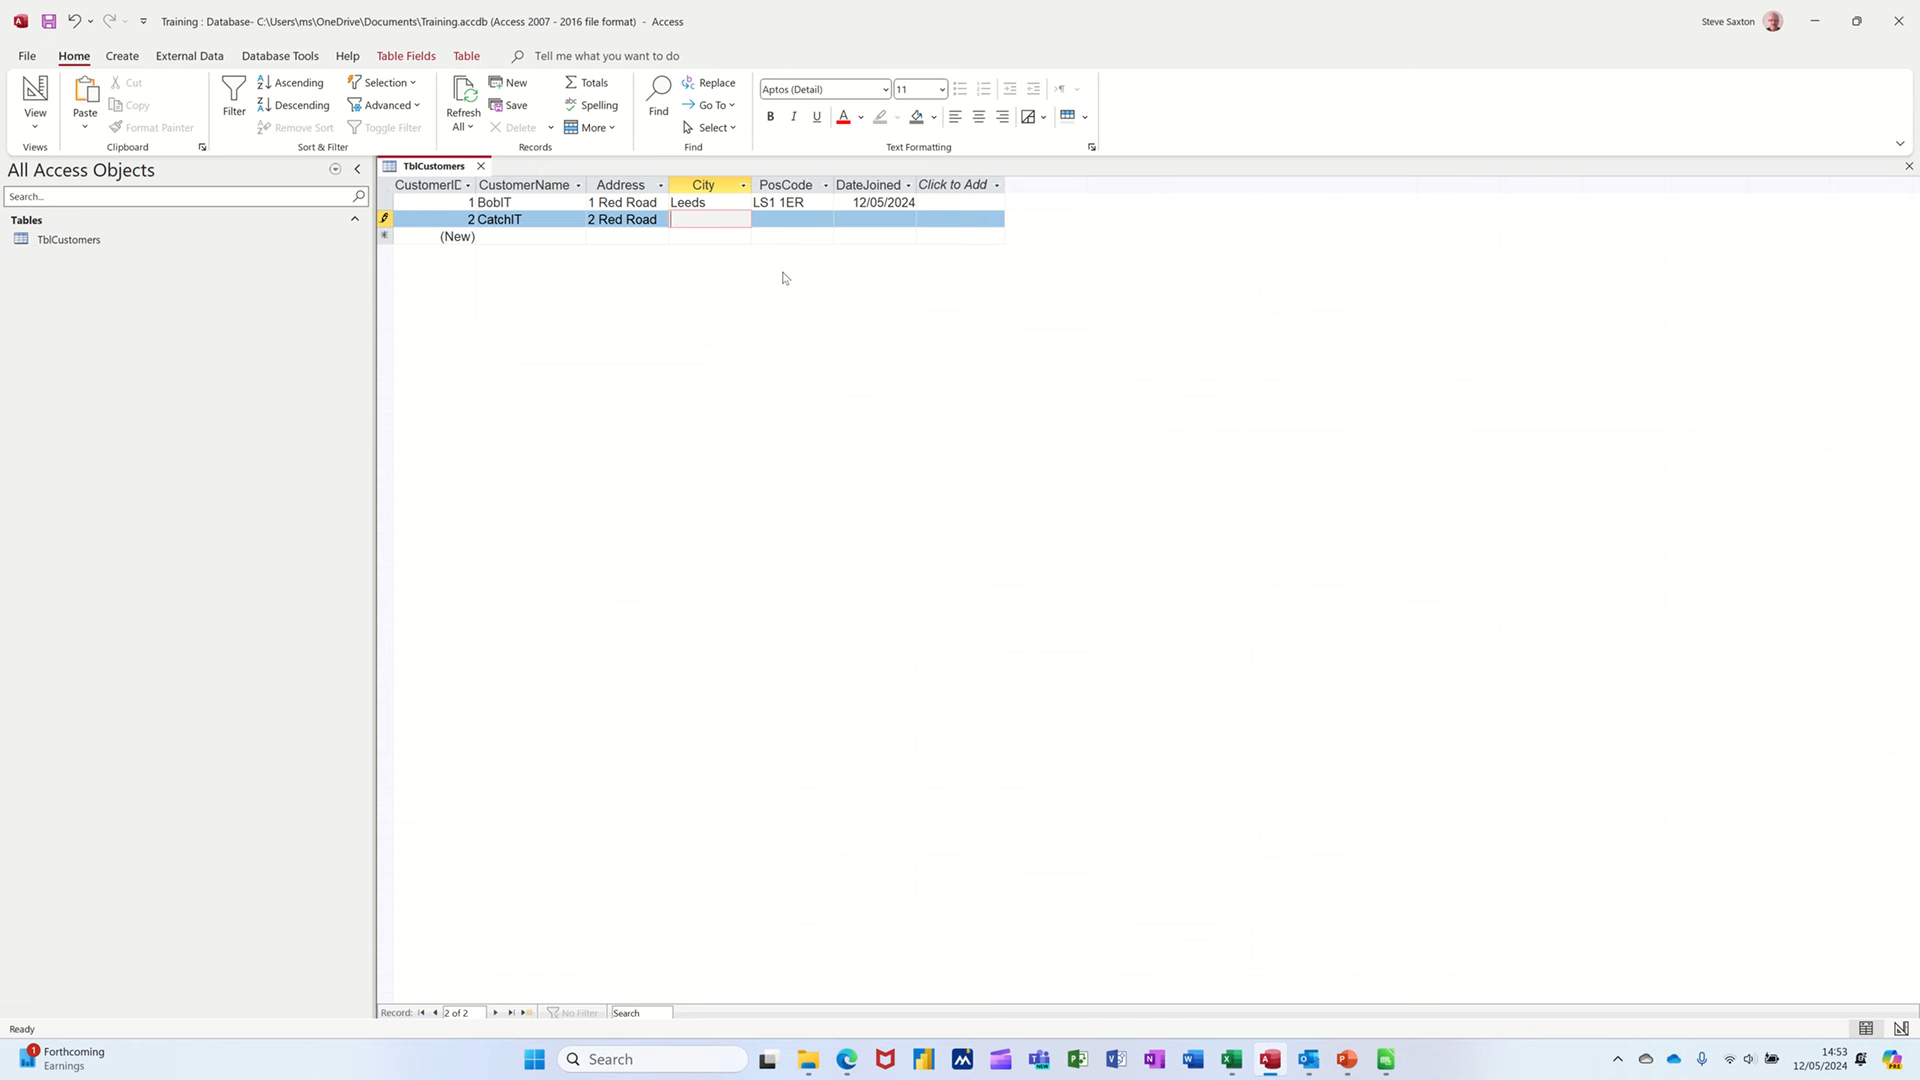 Training : Database- C:\Users\ms\OneDrive\Documents\Training.accdb (Access 2007 - 2016 file format) - Access
Steve Saxton
File Home Create External Data Database Tools Help Table Fields Table Tell me what you want to do
View
Views
Paste
Cut
Copy
Format Painter
Clipboard
Filter
Ascending
Descending
Remove Sort
Selection
Advanced
Toggle Filter
Sort & Filter
Refresh
All
New
Save
Delete
Totals
Spelling
More
Records
Find
Replace
Go To
Select
Find
Aptos (Detail) 11
B I U A
Text Formatting
All Access Objects
Search...
Tables
TblCustomers
TblCustomers
CustomerID CustomerName Address City PosCode DateJoined Click to Add
1 BobIT 1 Red Road Leeds LS1 1ER 12/05/2024
2 CatchIT 2 Red Road
(New)
Record: 2 of 2 No Filter Search
Ready
1
Forthcoming
Earnings
Search
NEW
14:53
12/05/2024
PRE